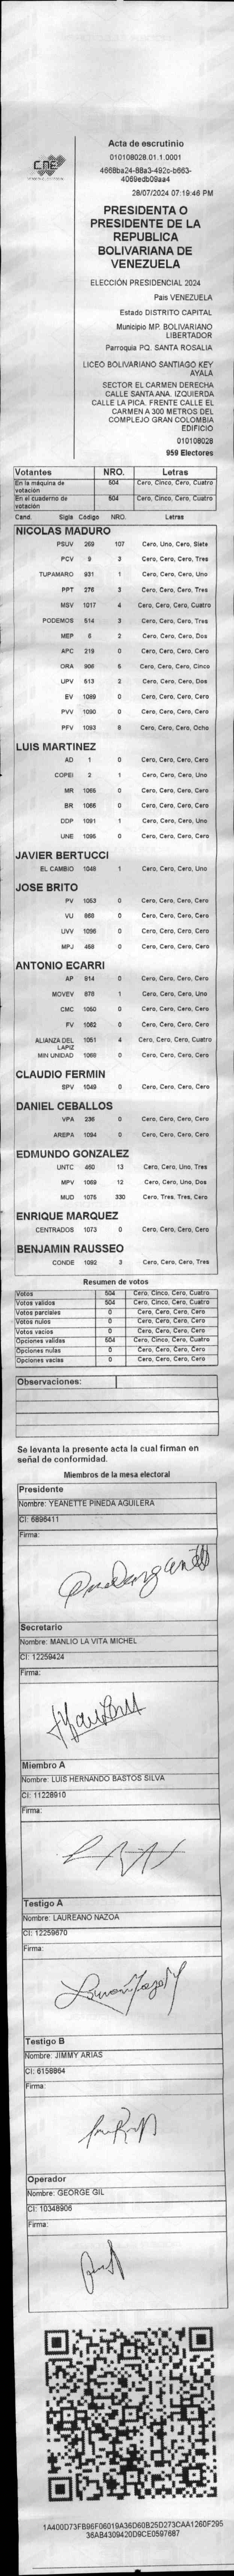 CNE
Acta de escrutinio
010108028.01.1.0001
4668ba24-88a3-492c-b663-
4069edb09aa4
28/07/2024 07:19:46 PM
PRESIDENTA O
PRESIDENTE DE LA
REPUBLICA
BOLIVARIANA DE
VENEZUELA
ELECCIÓN PRESIDENCIAL 2024
Pais VENEZUELA
Estado DISTRITO CAPITAL
Municipio MP. BOLIVARIANO
LIBERTADOR
Parroquia PQ. SANTA ROSALIA
LICEO BOLIVARIANO SANTIAGO KEY
AYALA
SECTOR EL CARMEN DERECHA
CALLE SANTA ANA. IZQUIERDA
CALLE LA PICA. FRENTE CALLE EL
CARMEN A 300 METROS DEL
COMPLEJO GRAN COLOMBIA
EDIFICIO
010108028
959 Electores
Votantes NRO. Letras
En la máquina de votación 504 Cero, Cinco, Cero, Cuatro
En el cuaderno de votación 504 Cero, Cinco, Cero, Cuatro
Cand. Sigla Código NRO. Letras
NICOLAS MADURO
PSUV 269 107 Cero, Uno, Cero, Siete
PCV 9 3 Cero, Cero, Cero, Tres
TUPAMARO 931 1 Cero, Cero, Cero, Uno
PPT 276 3 Cero, Cero, Cero, Tres
MSV 1017 4 Cero, Cero, Cero, Cuatro
PODEMOS 514 3 Cero, Cero, Cero, Tres
MEP 6 2 Cero, Cero, Cero, Dos
APC 219 0 Cero, Cero, Cero, Cero
ORA 906 5 Cero, Cero, Cero, Cinco
UPV 513 2 Cero, Cero, Cero, Dos
EV 1089 0 Cero, Cero, Cero, Cero
PVV 1090 0 Cero, Cero, Cero, Cero
PFV 1093 8 Cero, Cero, Cero, Ocho
LUIS MARTINEZ
AD 1 0 Cero, Cero, Cero, Cero
COPEI 2 1 Cero, Cero, Cero, Uno
MR 1065 0 Cero, Cero, Cero, Cero
BR 1066 0 Cero, Cero, Cero, Cero
DDP 1091 1 Cero, Cero, Cero, Uno
UNE 1095 0 Cero, Cero, Cero, Cero
JAVIER BERTUCCI
EL CAMBIO 1048 1 Cero, Cero, Cero, Uno
JOSE BRITO
PV 1053 0 Cero, Cero, Cero, Cero
VU 868 0 Cero, Cero, Cero, Cero
UVV 1096 0 Cero, Cero, Cero, Cero
MPJ 458 0 Cero, Cero, Cero, Cero
ANTONIO ECARRI
AP 814 0 Cero, Cero, Cero, Cero
MOVEV 878 1 Cero, Cero, Cero, Uno
CMC 1050 0 Cero, Cero, Cero, Cero
FV 1062 0 Cero, Cero, Cero, Cero
ALIANZA DEL LAPIZ 1051 4 Cero, Cero, Cero, Cuatro
MIN UNIDAD 1069 0 Cero, Cero, Cero, Cero
CLAUDIO FERMIN
SPV 1049 0 Cero, Cero, Cero, Cero
DANIEL CEBALLOS
VPA 236 0 Cero, Cero, Cero, Cero
AREPA 1094 0 Cero, Cero, Cero, Cero
EDMUNDO GONZALEZ
UNTC 460 13 Cero, Cero, Uno, Tres
MPV 1069 12 Cero, Cero, Uno, Dos
MUD 1075 330 Cero, Tres, Tres, Cero
ENRIQUE MARQUEZ
CENTRADOS 1073 0 Cero, Cero, Cero, Cero
BENJAMIN RAUSSEO
CONDE 1092 3 Cero, Cero, Cero, Tres
Resumen de votos
Votos 504 Cero, Cinco, Cero, Cuatro
Votos validos 504 Cero, Cinco, Cero, Cuatro
Votos parciales 0 Cero, Cero, Cero, Cero
Votos nulos 0 Cero, Cero, Cero, Cero
Votos vacios 0 Cero, Cero, Cero, Cero
Opciones validas 504 Cero, Cinco, Cero, Cuatro
Opciones nulas 0 Cero, Cero, Cero, Cero
Opciones vacias 0 Cero, Cero, Cero, Cero
Observaciones:
Se levanta la presente acta la cual firman en
señal de conformidad.
Miembros de la mesa electoral
Presidente
Nombre: YEANETTE PINEDA AGUILERA
CI: 6896411
Firma:
Secretario
Nombre: MANLIO LA VITA MICHEL
CI: 12259424
Firma:
Miembro A
Nombre: LUIS HERNANDO BASTOS SILVA
CI: 11228910
Firma:
Testigo A
Nombre: LAUREANO NAZOA
CI: 12259670
Firma:
Testigo B
Nombre: JIMMY ARIAS
CI: 6158864
Firma:
Operador
Nombre: GEORGE GIL
CI: 10348906
Firma:
1A400D73FB96F06019A36D60B25D273CAA1260F295
36AB4309420D9CE0597687